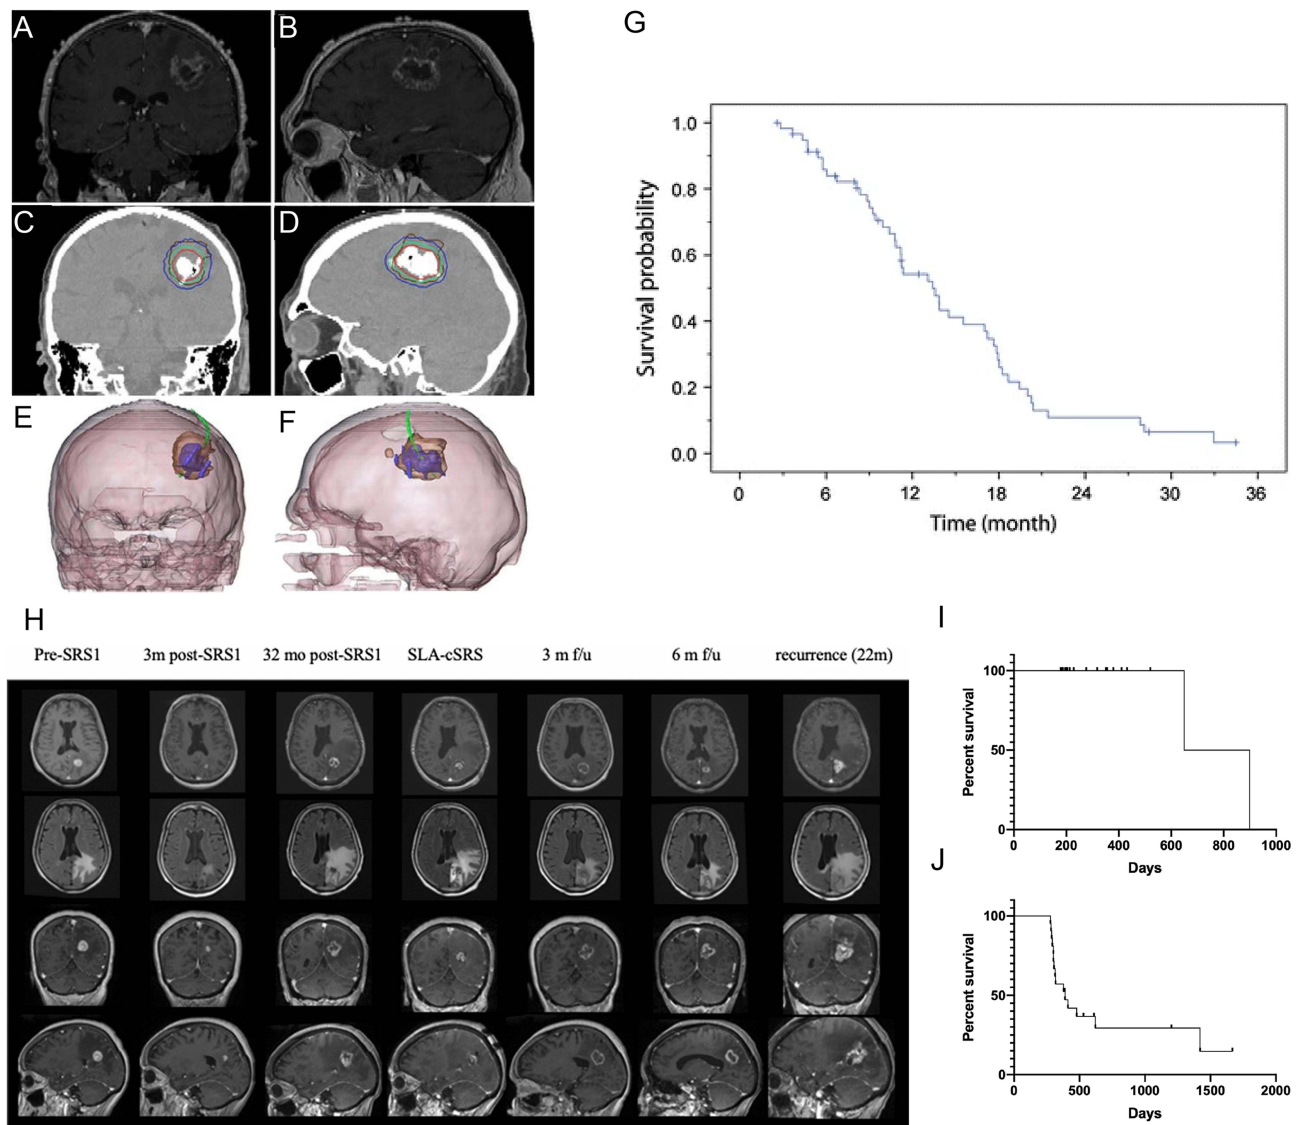 A
B
C
D
E
F
G
Survival probability
1.0
0.8
0.6
0.4
0.2
0.0
0 6 12 18 24 30 36
Time (month)
H
Pre-SRS1 3m post-SRS1 32 mo post-SRS1 SLA-cSRS 3 m f/u 6 m f/u recurrence (22m)
I
Percent survival
100
50
0
0 200 400 600 800 1000
Days
J
Percent survival
100
50
0
0 500 1000 1500 2000
Days